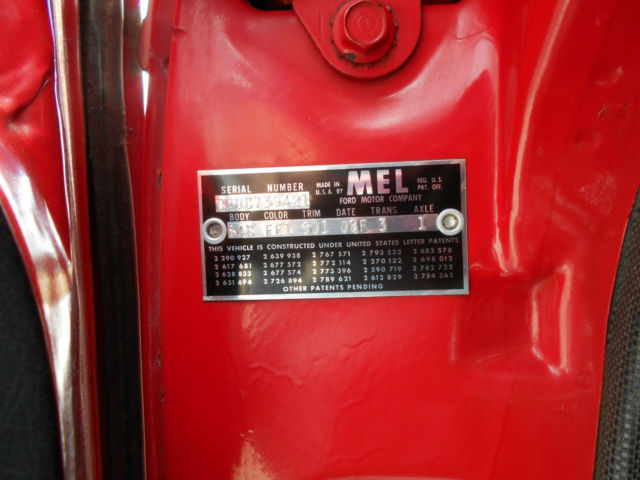 SERIAL NUMBER MADE IN U.S.A. BY MEL REG. U.S. PAT. OFF.
FORD MOTOR COMPANY
BODY COLOR TRIM DATE TRANS AXLE
08F 3 1
THIS VEHICLE IS CONSTRUCTED UNDER UNITED STATES LETTER PATENTS
2 290 927 2 639 938 2 767 571 2 793 532 2 683 578
2 617 681 2 677 572 2 772 114 2 270 122 2 698 012
2 628 833 2 677 574 2 773 396 2 590 719 2 782 722
2 631 694 2 726 894 2 789 621 2 612 829 2 784 363
OTHER PATENTS PENDING